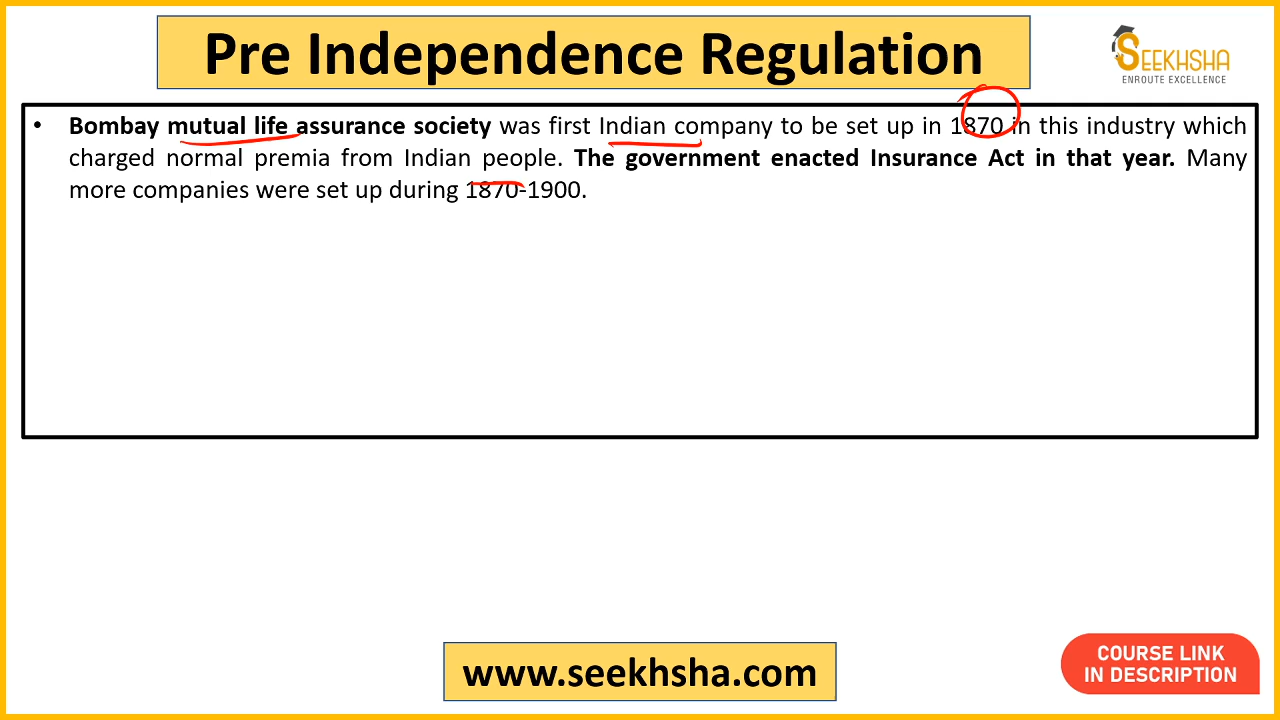 Pre Independence Regulation
SEEKHSHA
ENROUTE EXCELLENCE
• Bombay mutual life assurance society was first Indian company to be set up in 1870 in this industry which
charged normal premia from Indian people. The government enacted Insurance Act in that year. Many
more companies were set up during 1870-1900.
www.seekhsha.com
COURSE LINK
IN DESCRIPTION